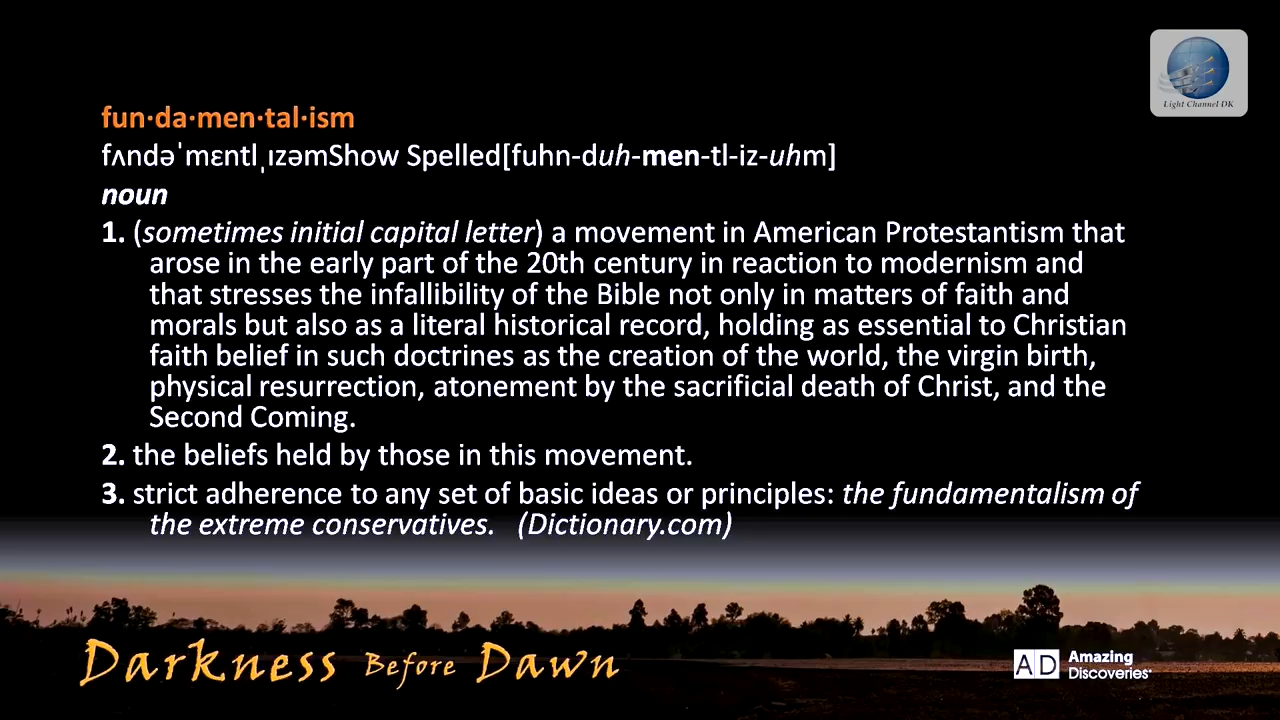 Light Channel DK
fun·da·men·tal·ism
fʌndəˈmɛntlˌɪzəmShow Spelled[fuhn-duh-men-tl-iz-uhm]
noun
1. (sometimes initial capital letter) a movement in American Protestantism that
arose in the early part of the 20th century in reaction to modernism and
that stresses the infallibility of the Bible not only in matters of faith and
morals but also as a literal historical record, holding as essential to Christian
faith belief in such doctrines as the creation of the world, the virgin birth,
physical resurrection, atonement by the sacrificial death of Christ, and the
Second Coming.
2. the beliefs held by those in this movement.
3. strict adherence to any set of basic ideas or principles: the fundamentalism of
the extreme conservatives. (Dictionary.com)
Darkness Before Dawn
AD Amazing
Discoveries